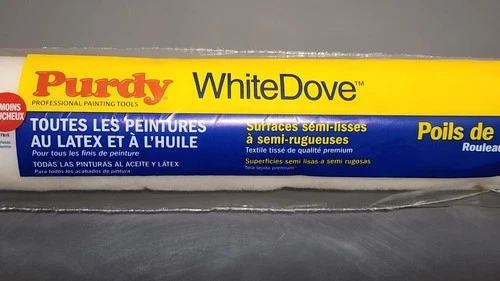 Purdy®
PROFESSIONAL PAINTING TOOLS
WhiteDove™
MOINS
TOUTES LES PEINTURES
AU LATEX ET À L'HUILE
Pour tous les finis de peinture
TODAS LAS PINTURAS AL ACEITE Y LÁTEX
Para todos los acabados de pintura
Surfaces semi-lisses
à semi-rugueuses
Textile tissé de qualité premium
Superficies semi lisas a semi rugosas
Tela tejida premium
Poils de
Rouleau